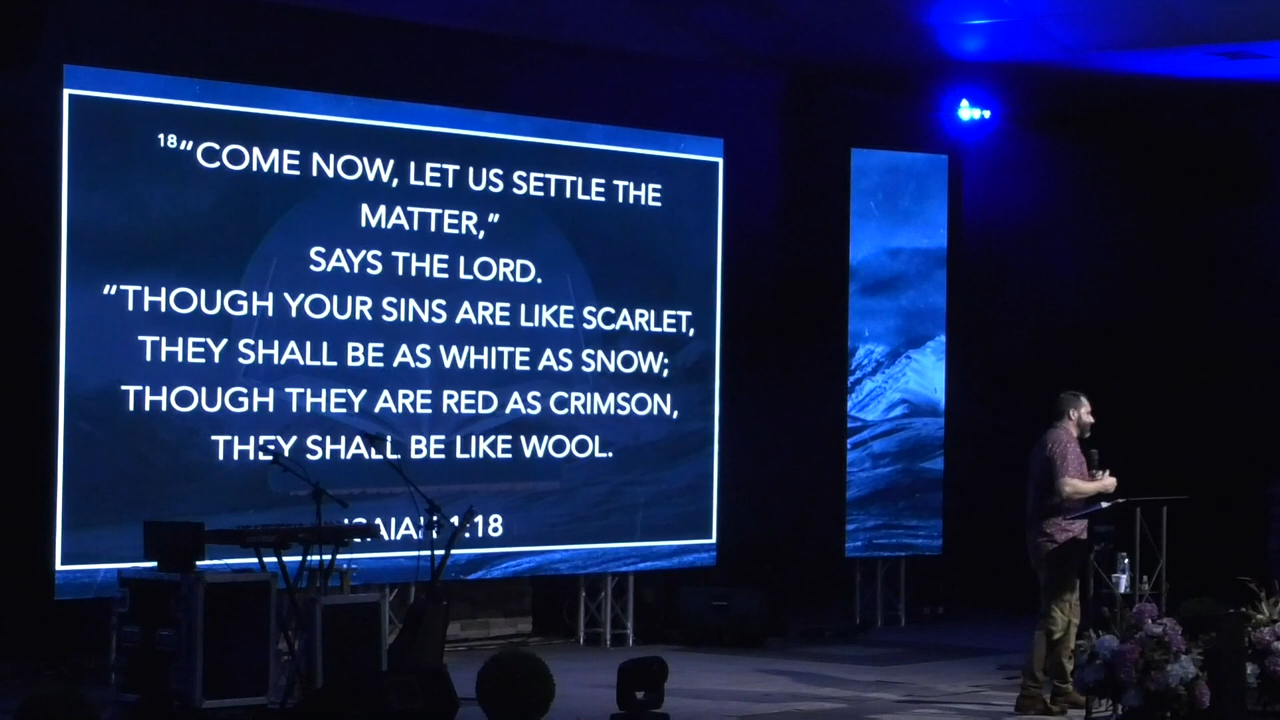 18“COME NOW, LET US SETTLE THE
MATTER,”
SAYS THE LORD.
“THOUGH YOUR SINS ARE LIKE SCARLET,
THEY SHALL BE AS WHITE AS SNOW;
THOUGH THEY ARE RED AS CRIMSON,
THEY SHALL BE LIKE WOOL.
ISAIAH 1:18